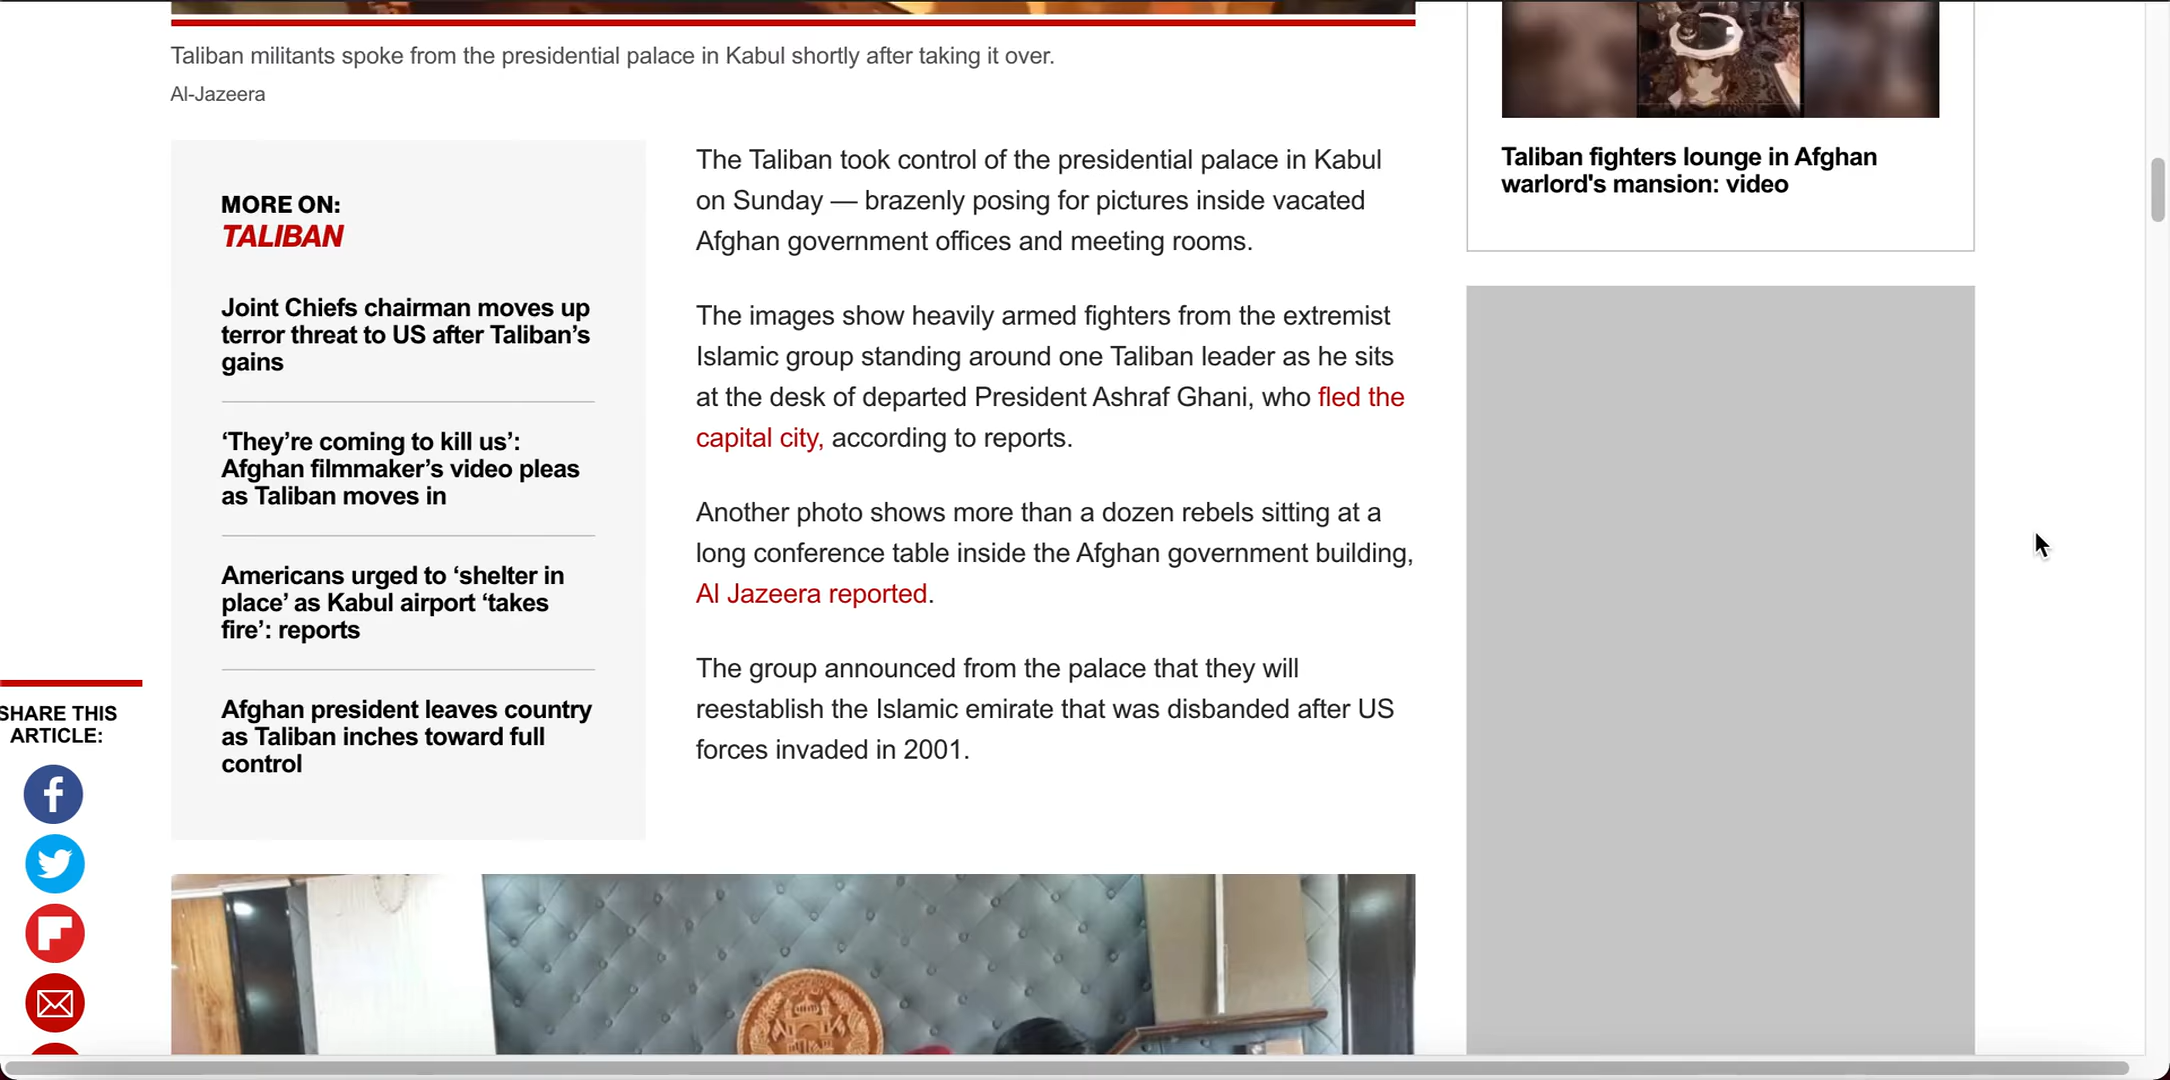 Taliban militants spoke from the presidential palace in Kabul shortly after taking it over.
Al-Jazeera
MORE ON:
TALIBAN
Joint Chiefs chairman moves up
terror threat to US after Taliban’s
gains
‘They’re coming to kill us’:
Afghan filmmaker’s video pleas
as Taliban moves in
Americans urged to ‘shelter in
place’ as Kabul airport ‘takes
fire’: reports
Afghan president leaves country
as Taliban inches toward full
control
The Taliban took control of the presidential palace in Kabul
on Sunday — brazenly posing for pictures inside vacated
Afghan government offices and meeting rooms.
The images show heavily armed fighters from the extremist
Islamic group standing around one Taliban leader as he sits
at the desk of departed President Ashraf Ghani, who fled the
capital city, according to reports.
Another photo shows more than a dozen rebels sitting at a
long conference table inside the Afghan government building,
Al Jazeera reported.
The group announced from the palace that they will
reestablish the Islamic emirate that was disbanded after US
forces invaded in 2001.
Taliban fighters lounge in Afghan
warlord's mansion: video
SHARE THIS
ARTICLE: